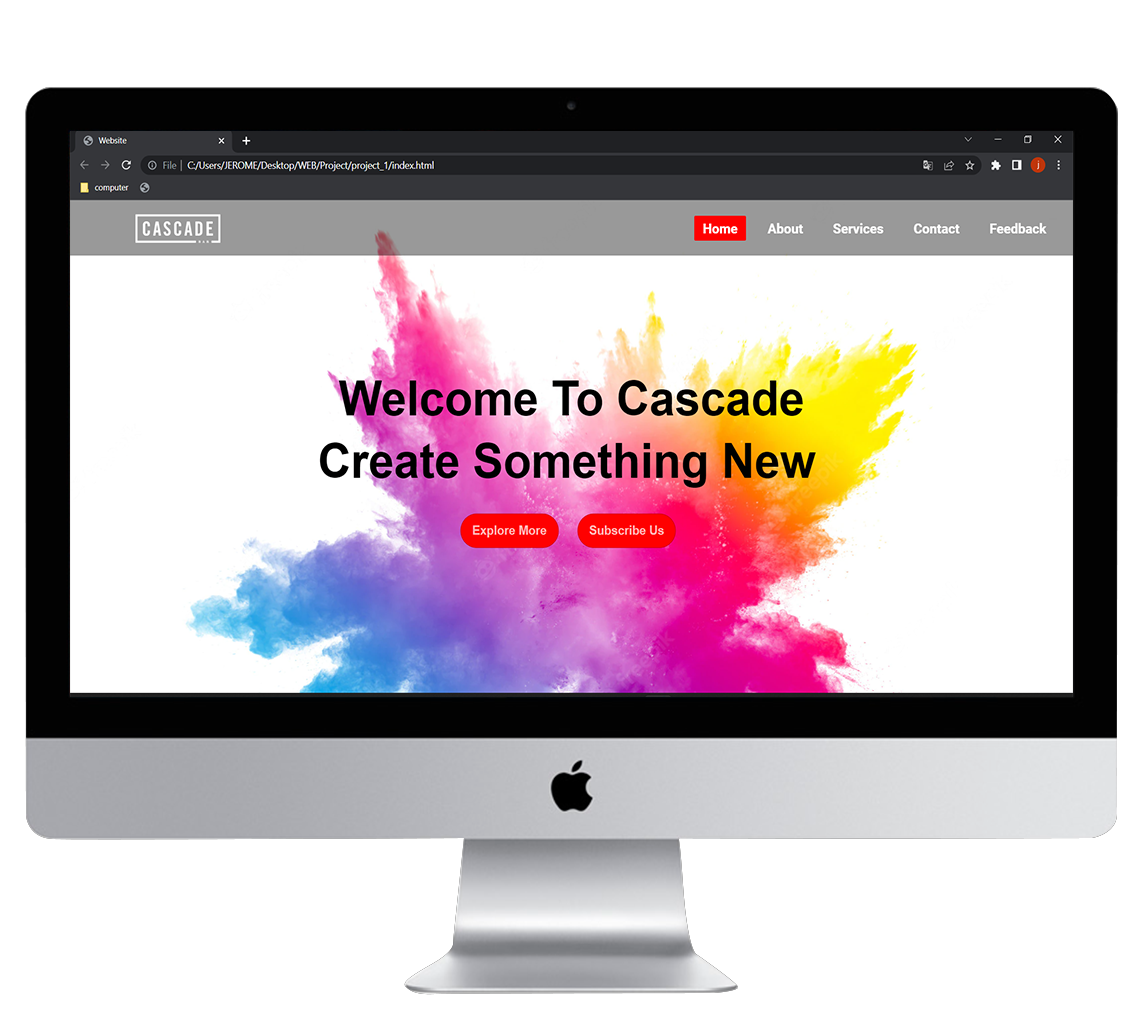 Website
File C:/Users/JEROME/Desktop/WEB/Project/project_1/index.html
j
computer
CASCADE
Home About Services Contact Feedback
Welcome To Cascade
Create Something New
Explore More Subscribe Us